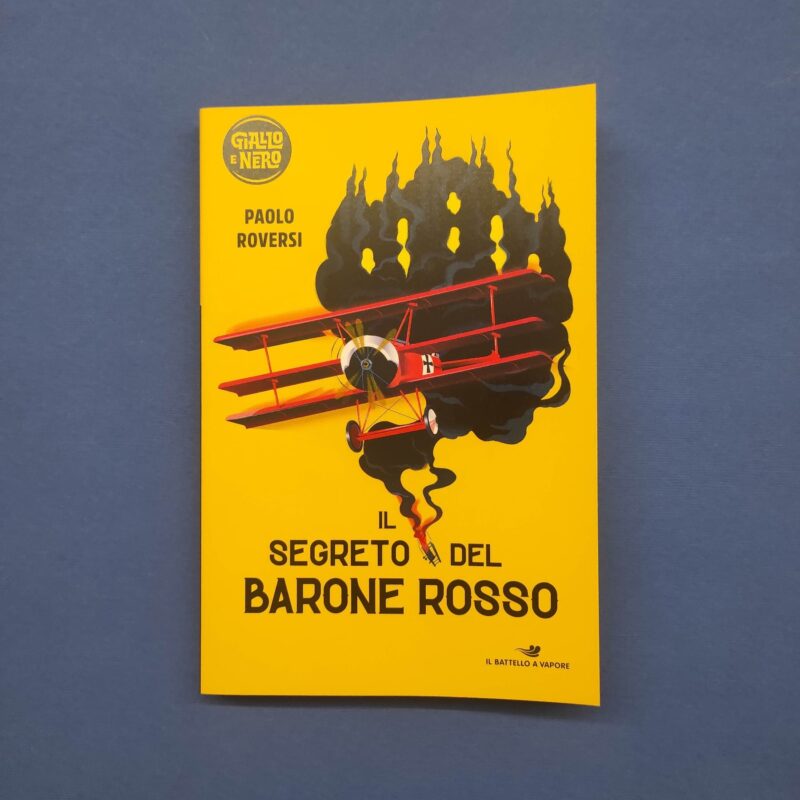 GIALLO
E NERO
PAOLO
ROVERSI
IL
SEGRETO DEL
BARONE ROSSO
IL BATTELLO A VAPORE